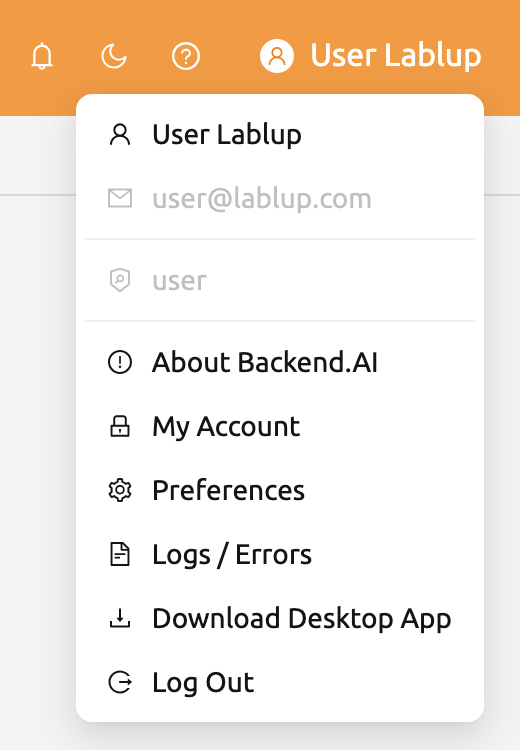 User Lablup
User Lablup
user@lablup.com
user
About Backend.AI
My Account
Preferences
Logs / Errors
Download Desktop App
Log Out